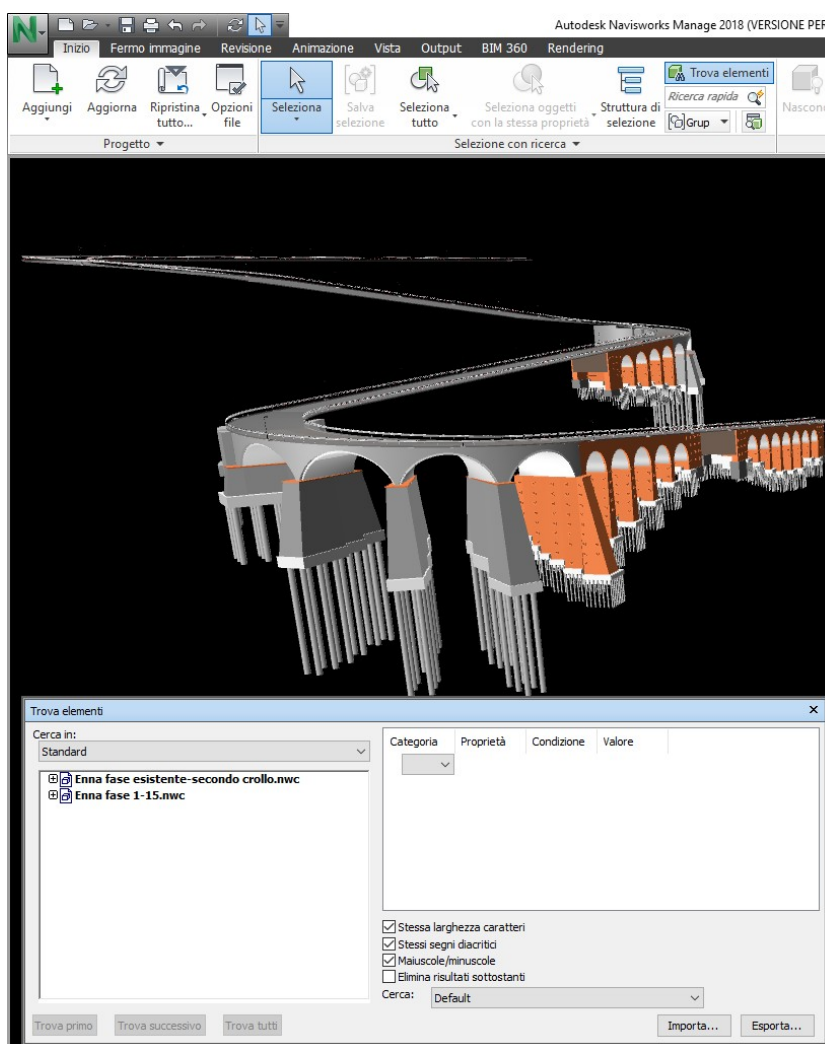 Autodesk Navisworks Manage 2018 (VERSIONE PER
Inizio Fermo immagine Revisione Animazione Vista Output BIM 360 Rendering
Aggiungi Aggiorna Ripristina tutto... Opzioni file Seleziona Salva selezione Seleziona tutto Seleziona oggetti con la stessa proprietà Struttura di selezione
Trova elementi
Ricerca rapida
Grup
Nascond
Progetto Selezione con ricerca
Trova elementi
Cerca in:
Standard
Enna fase esistente-secondo crollo.nwc
Enna fase 1-15.nwc
Categoria Proprietà Condizione Valore
Stessa larghezza caratteri
Stessi segni diacritici
Maiuscole/minuscole
Elimina risultati sottostanti
Cerca: Default
Trova primo Trova successivo Trova tutti Importa... Esporta...